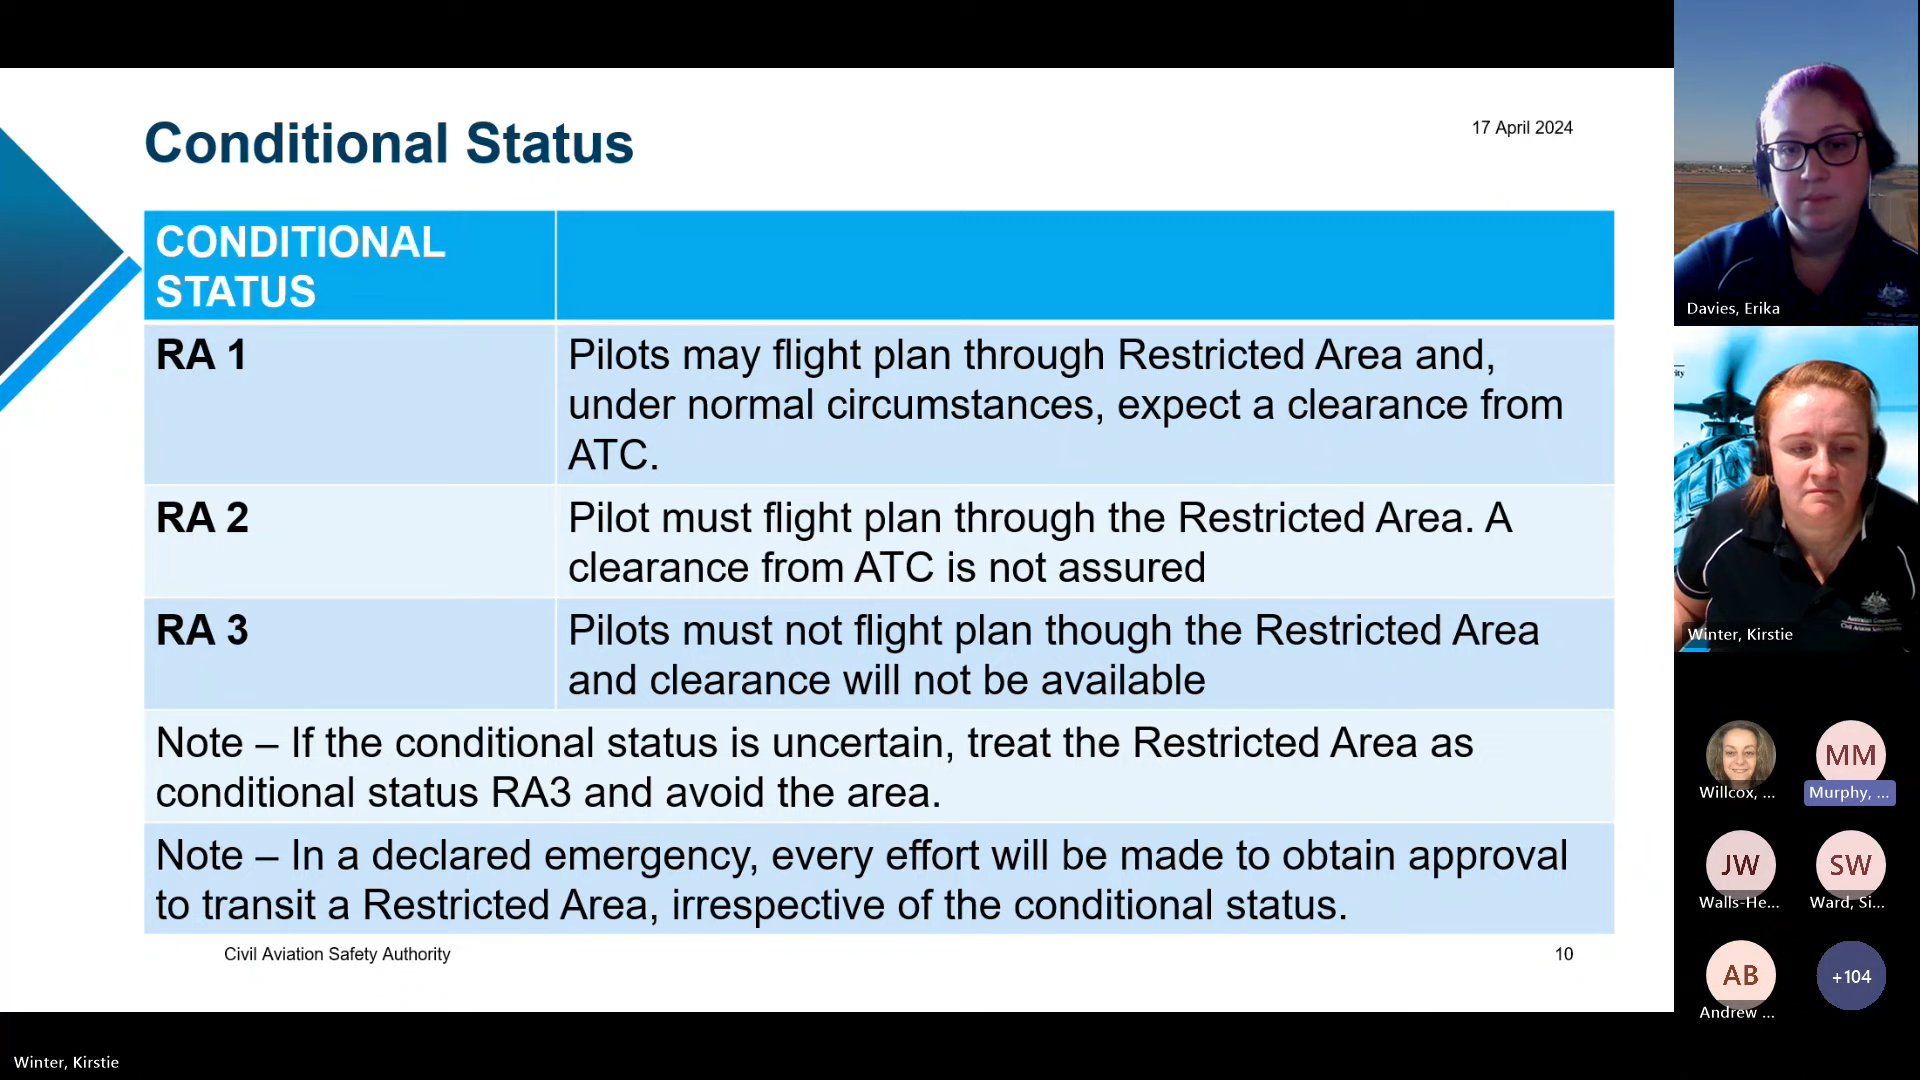 Conditional Status
17 April 2024
CONDITIONAL
STATUS
RA 1
Pilots may flight plan through Restricted Area and,
under normal circumstances, expect a clearance from
ATC.
RA 2
Pilot must flight plan through the Restricted Area. A
clearance from ATC is not assured
RA 3
Pilots must not flight plan though the Restricted Area
and clearance will not be available
Note – If the conditional status is uncertain, treat the Restricted Area as
conditional status RA3 and avoid the area.
Note – In a declared emergency, every effort will be made to obtain approval
to transit a Restricted Area, irrespective of the conditional status.
Civil Aviation Safety Authority
10
Winter, Kirstie
Davies, Erika
Winter, Kirstie
Willcox, ...
MM
Murphy, ...
JW
Walls-He...
SW
Ward, Si...
AB
Andrew ...
+104